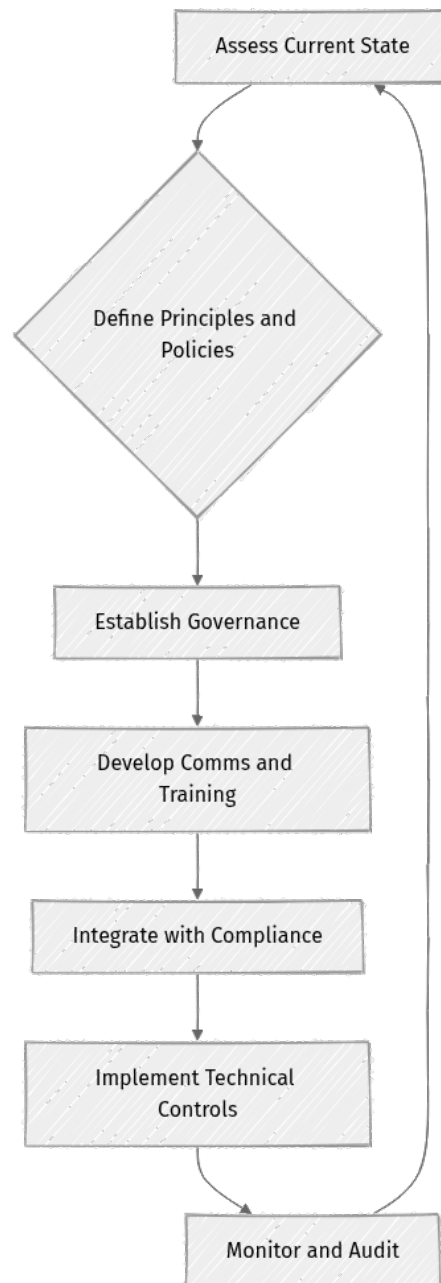 Assess Current State
Define Principles and
Policies
Establish Governance
Develop Comms and
Training
Integrate with Compliance
Implement Technical
Controls
Monitor and Audit